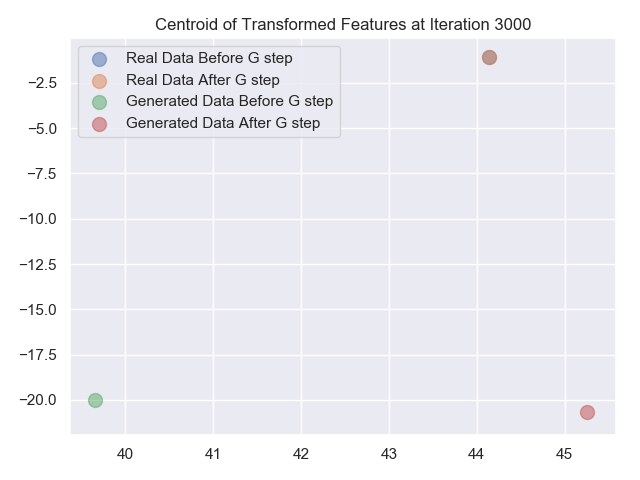 Centroid of Transformed Features at Iteration 3000
Real Data Before G step
Real Data After G step
Generated Data Before G step
Generated Data After G step
−2.5
−5.0
−7.5
−10.0
−12.5
−15.0
−17.5
−20.0
40 41 42 43 44 45